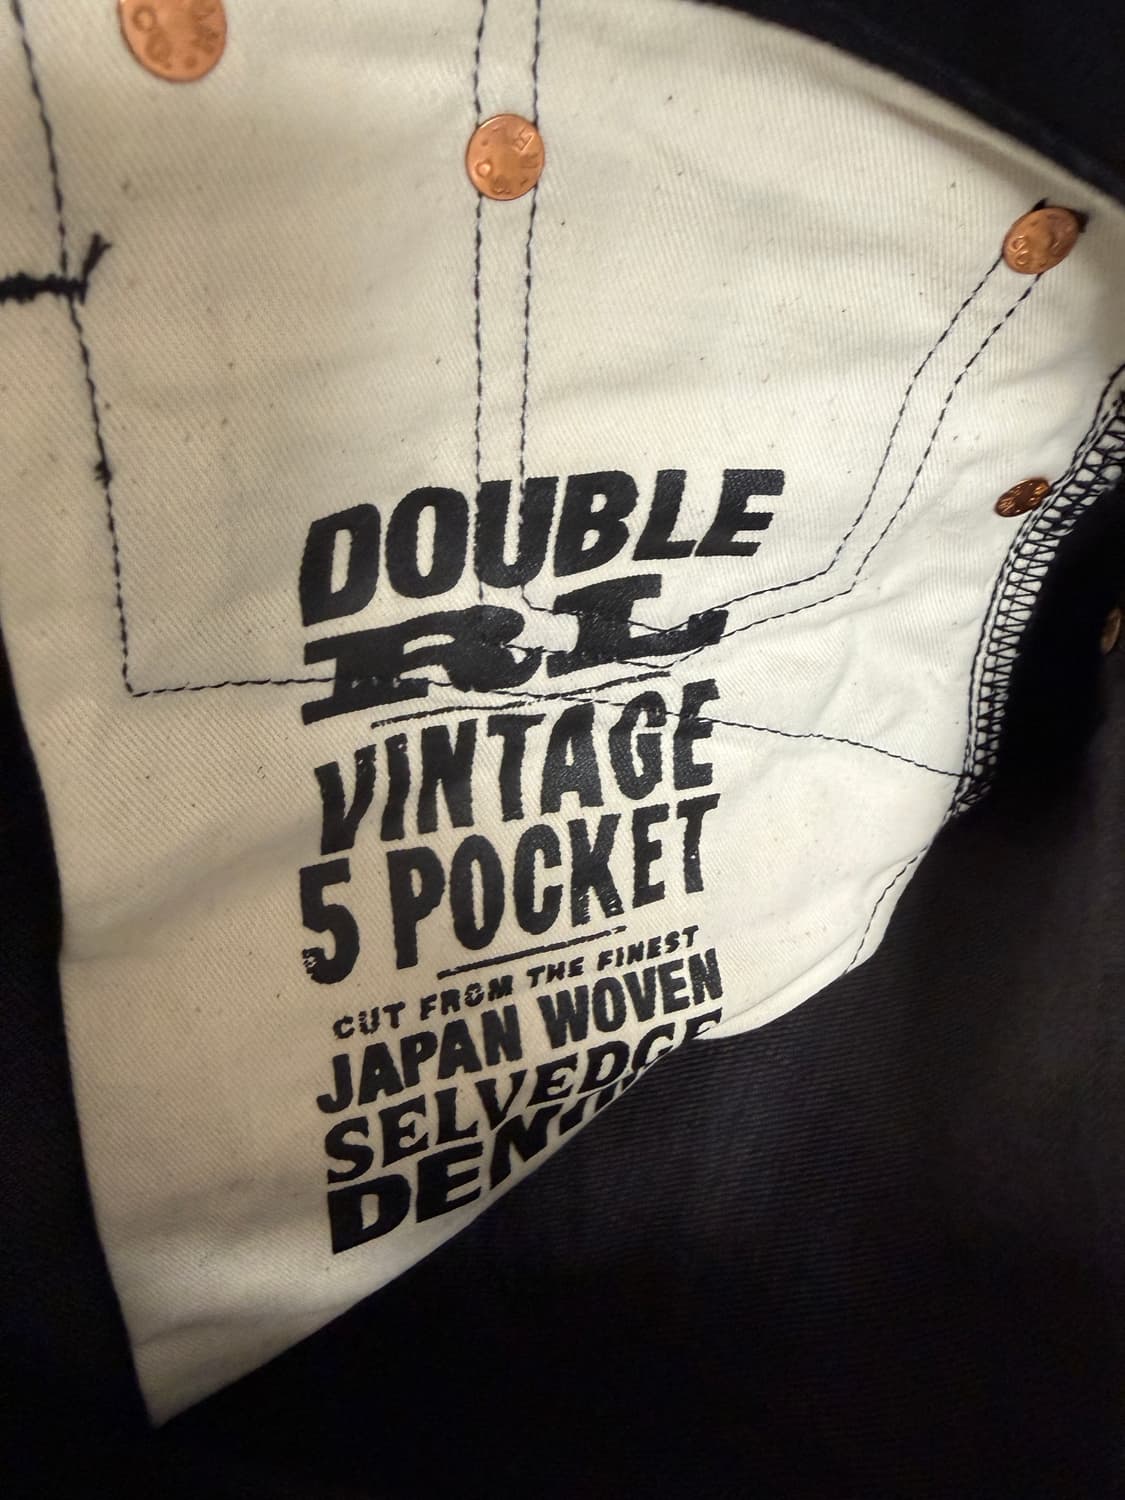 DOUBLE
RL
VINTAGE
5 POCKET
CUT FROM THE FINEST
JAPAN WOVEN
SELVEDGE